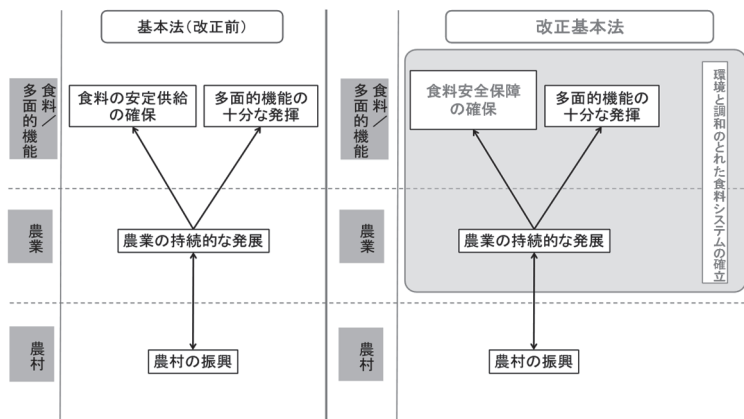 基本法(改正前)
食料/
多面的機能
食料の安定供給
の確保
多面的機能の
十分な発揮
農業
農業の持続的な発展
農村
農村の振興
改正基本法
食料/
多面的機能
食料安全保障
の確保
多面的機能の
十分な発揮
環境と調和のとれた食料システムの確立
農業
農業の持続的な発展
農村
農村の振興